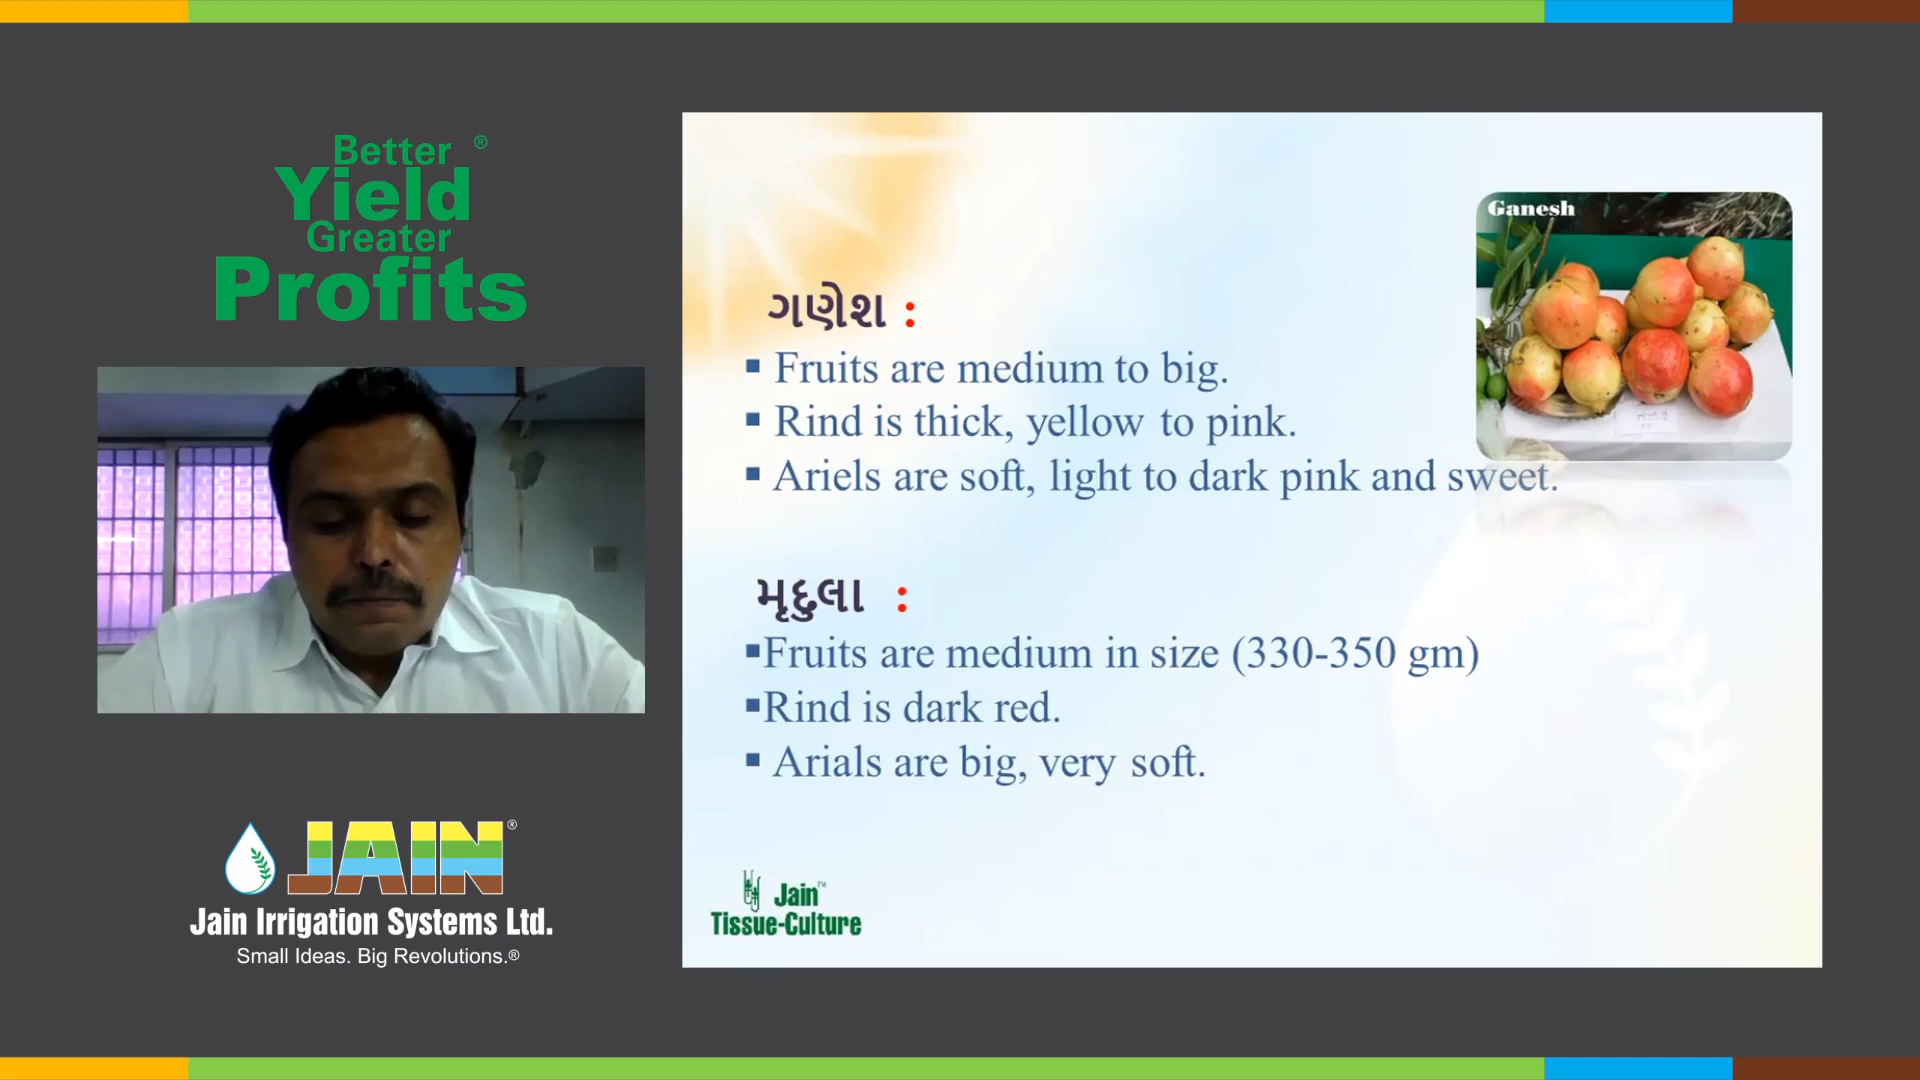 Better ®
Yield
Greater
Profits
JAIN®
Jain Irrigation Systems Ltd.
Small Ideas. Big Revolutions.®
Ganesh
ગણેશ :
▪ Fruits are medium to big.
▪ Rind is thick, yellow to pink.
▪ Ariels are soft, light to dark pink and sweet.
મૃદુલા :
▪Fruits are medium in size (330-350 gm)
▪Rind is dark red.
▪ Arials are big, very soft.
Jain™
Tissue-Culture